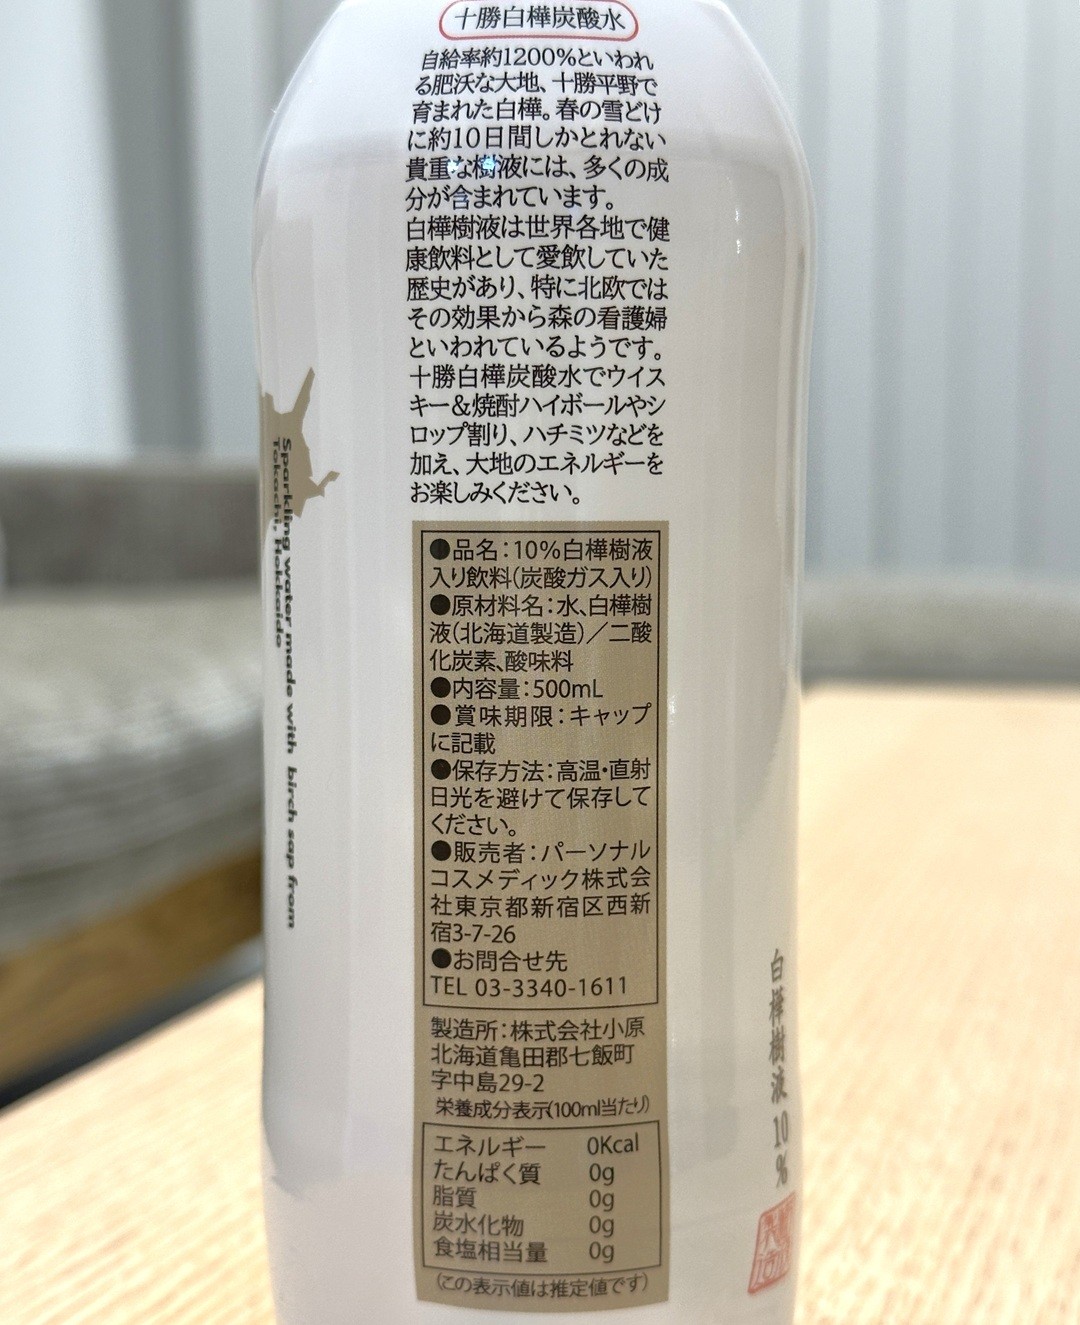 十勝白樺炭酸水
自給率約1200%といわれ
る肥沃な大地、十勝平野で
育まれた白樺。春の雪どけ
に約10日間しかとれない
貴重な樹液には、多くの成
分が含まれています。
白樺樹液は世界各地で健
康飲料として愛飲していた
歴史があり、特に北欧では
その効果から森の看護婦
といわれているようです。
十勝白樺炭酸水でウイス
キー&焼酎ハイボールやシ
ロップ割り、ハチミツなどを
加え、大地のエネルギーを
お楽しみください。
●品名:10%白樺樹液
入り飲料(炭酸ガス入り)
●原材料名:水、白樺樹
液(北海道製造)/二酸
化炭素、酸味料
●内容量:500mL
●賞味期限:キャップ
に記載
●保存方法:高温・直射
日光を避けて保存して
ください。
●販売者:パーソナル
コスメディック株式会
社東京都新宿区西新
宿3-7-26
●お問合せ先
TEL 03-3340-1611
製造所:株式会社小原
北海道亀田郡七飯町
字中島29-2
栄養成分表示(100ml当たり)
エネルギー 0Kcal
たんぱく質 0g
脂質 0g
炭水化物 0g
食塩相当量 0g
(この表示値は推定値です)
Sparkling water made with birch sap from
Tokachi, Hokkaido
白樺樹液10%